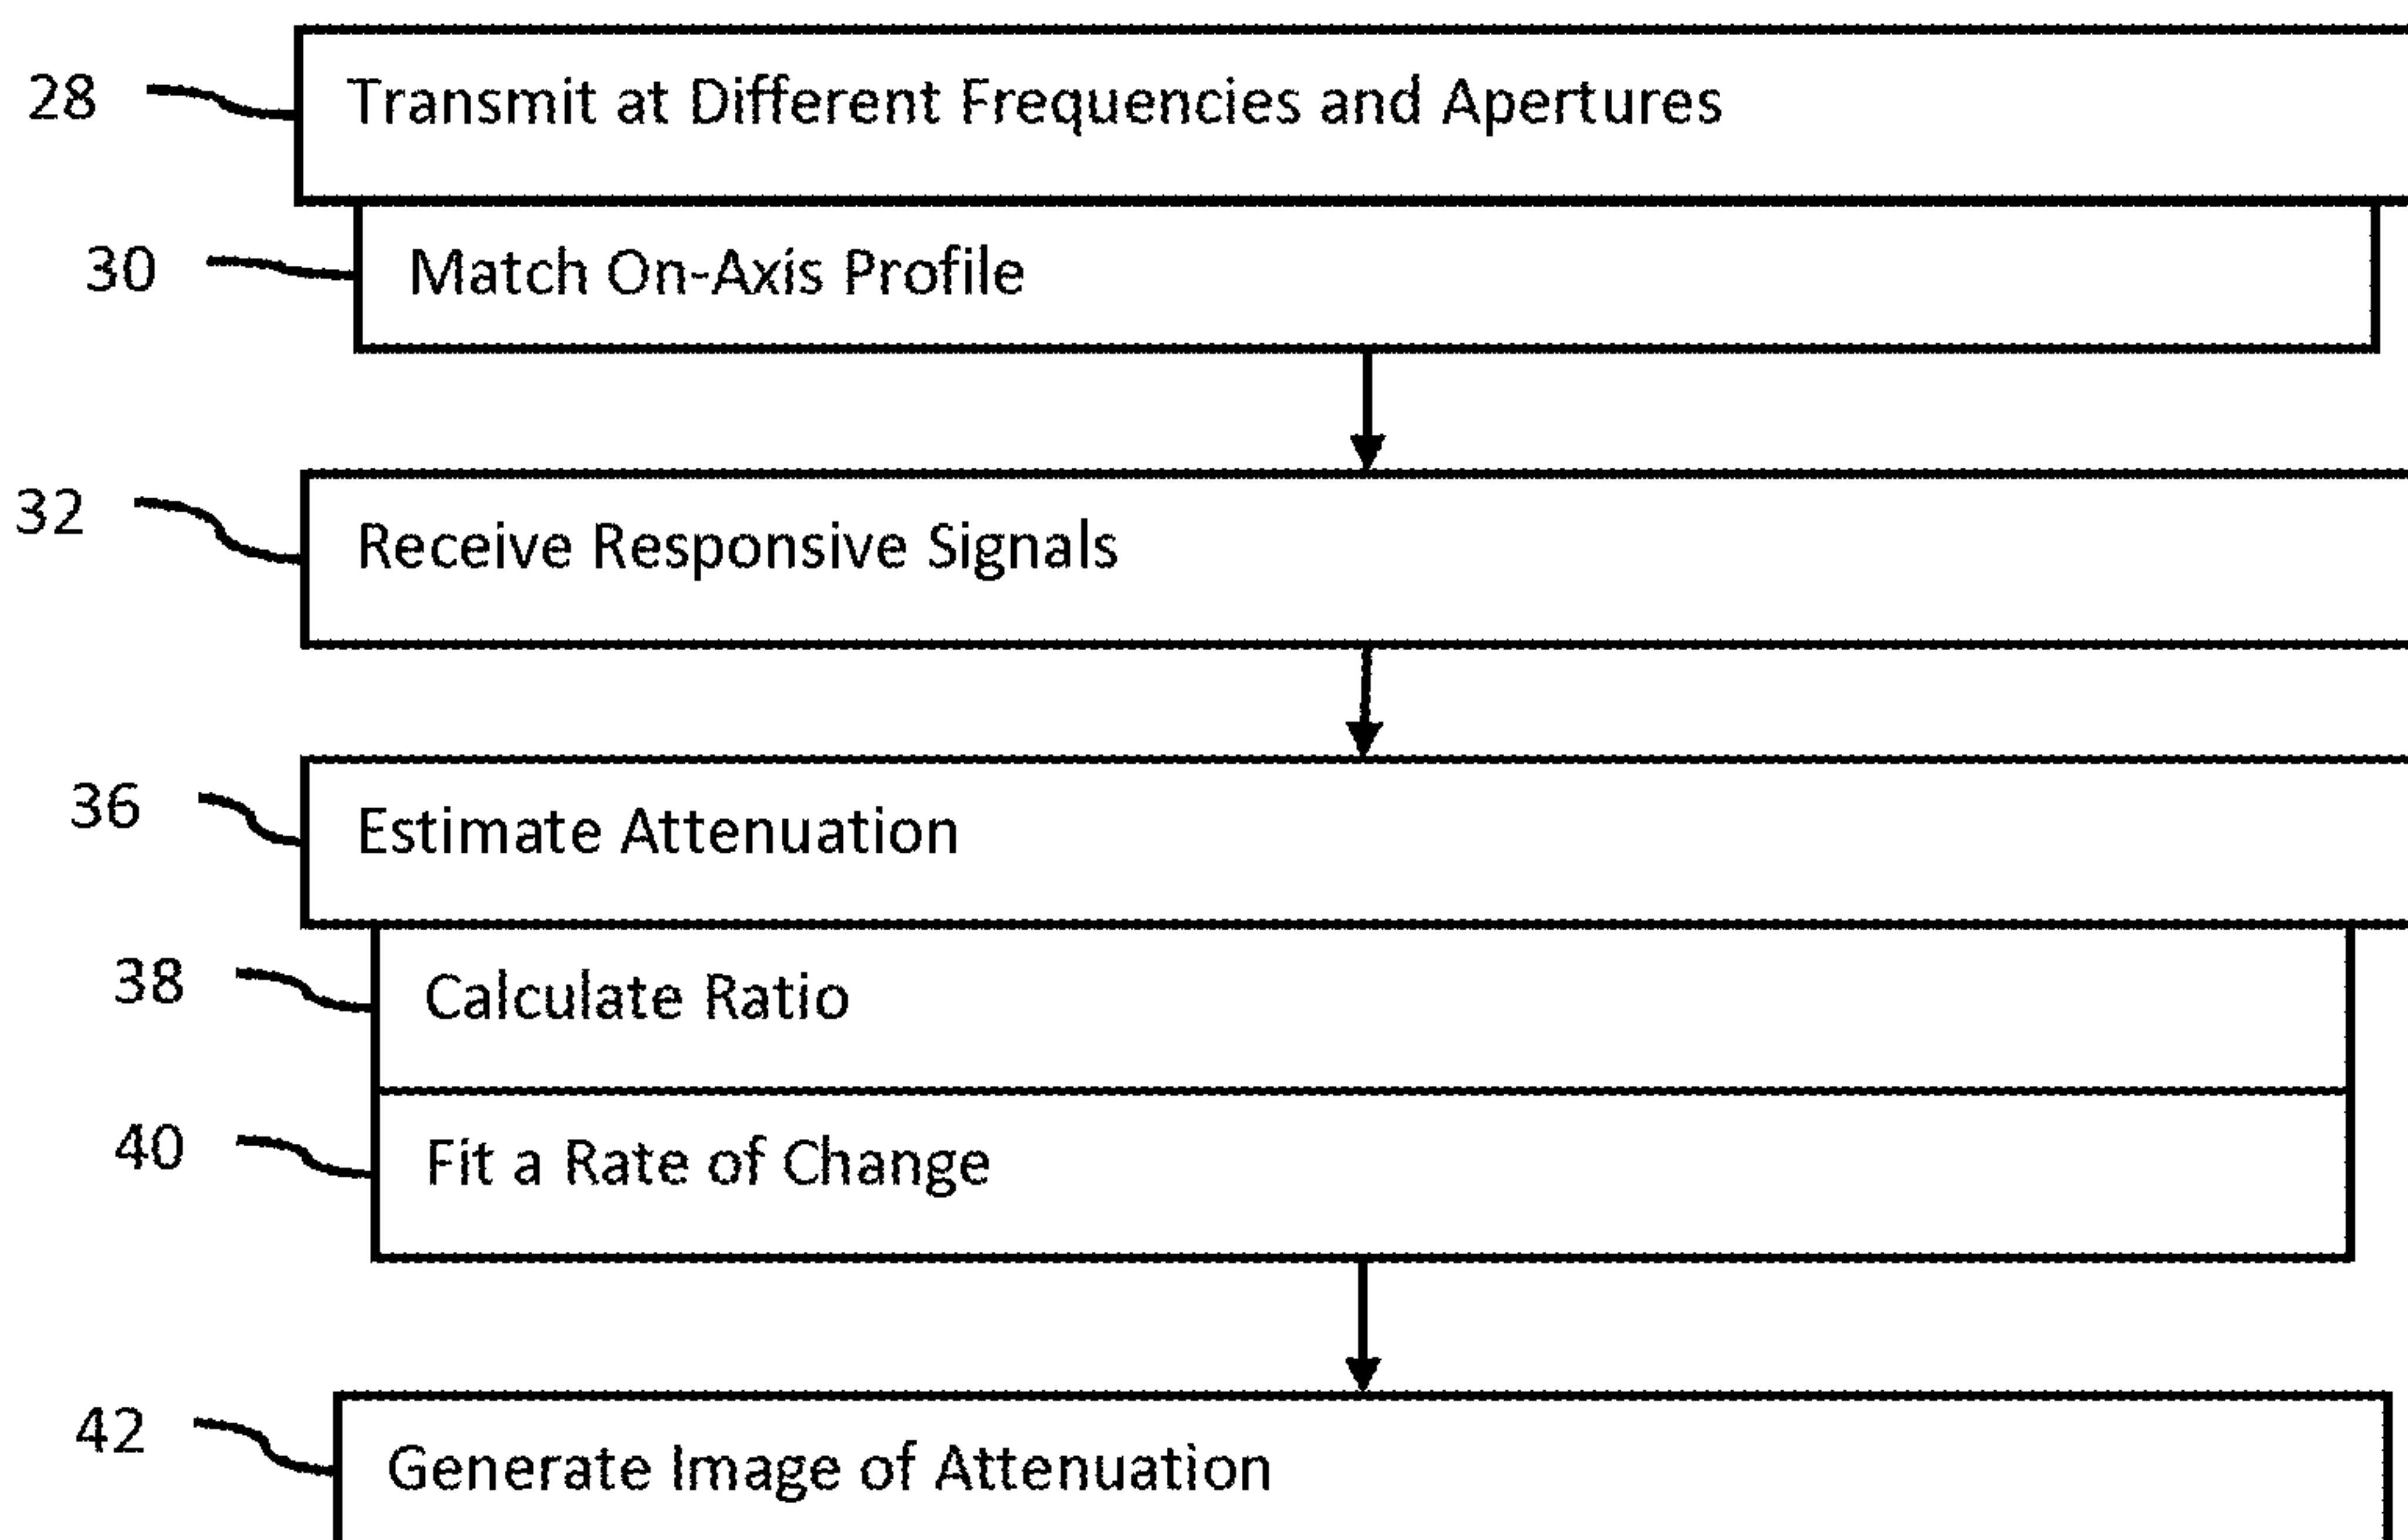 28 Transmit at Different Frequencies and Apertures
30 Match On-Axis Profile
32 Receive Responsive Signals
36 Estimate Attenuation
38 Calculate Ratio
40 Fit a Rate of Change
42 Generate Image of Attenuation